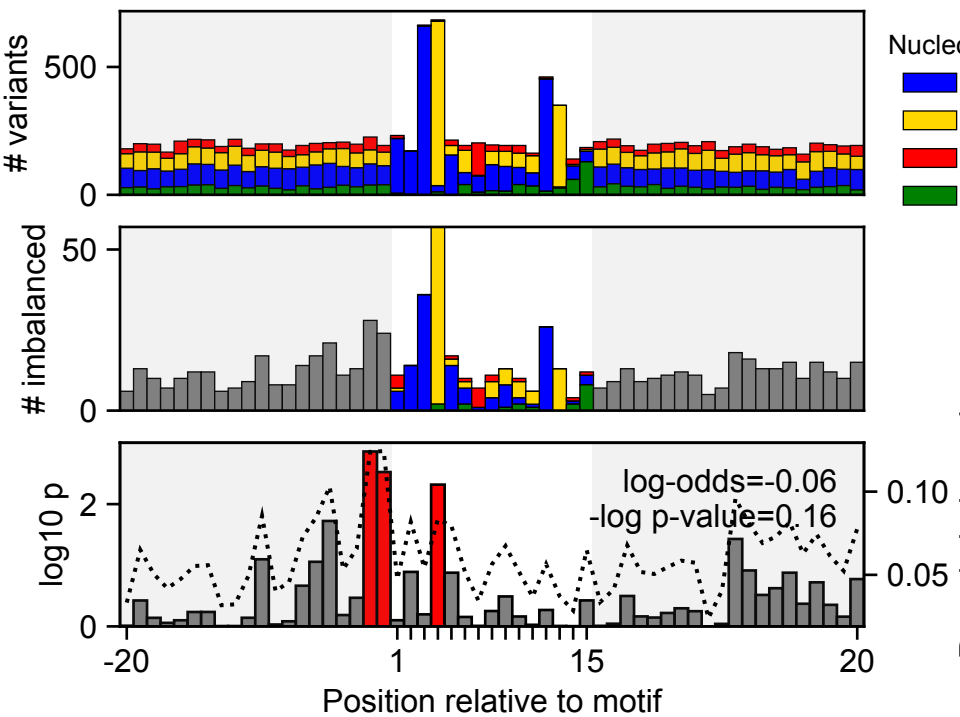 # variants
500
0
Nucleo
# imbalanced
50
0
log10 p
2
0
log-odds=-0.06
-log p-value=0.16
0.10
0.05
-20
1
15
20
Position relative to motif